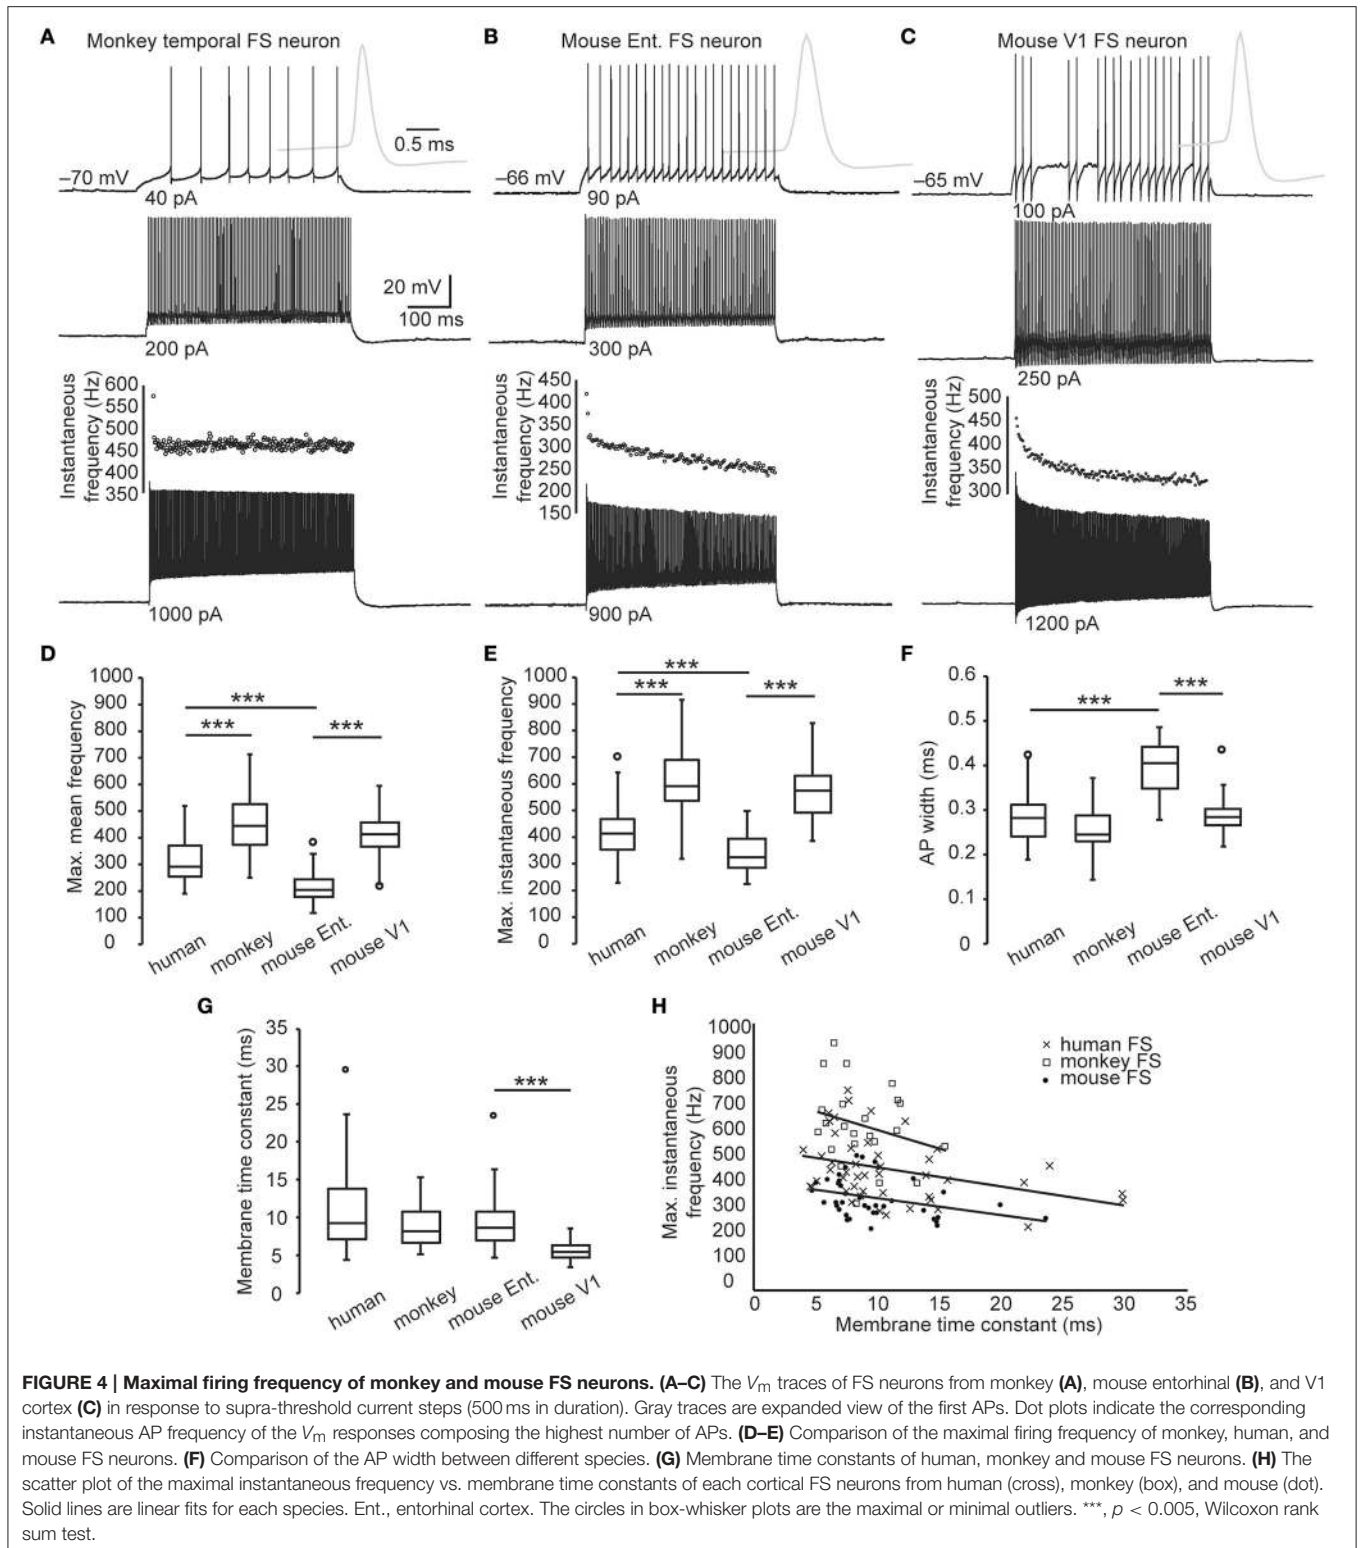 A
Monkey temporal FS neuron
0.5 ms
–70 mV
40 pA
20 mV
100 ms
200 pA
Instantaneous
frequency (Hz)
600
550
500
450
400
350
1000 pA
B
Mouse Ent. FS neuron
–66 mV
90 pA
300 pA
Instantaneous
frequency (Hz)
450
400
350
300
250
200
150
900 pA
C
Mouse V1 FS neuron
–65 mV
100 pA
250 pA
Instantaneous
frequency (Hz)
500
450
400
350
300
1200 pA
D
Max. mean frequency
1000
900
800
700
600
500
400
300
200
100
0
***
***
***
human
monkey
mouse Ent.
mouse V1
E
Max. instantaneous frequency
1000
900
800
700
600
500
400
300
200
100
0
***
***
***
human
monkey
mouse Ent.
mouse V1
F
AP width (ms)
0.6
0.5
0.4
0.3
0.2
0.1
0
***
***
human
monkey
mouse Ent.
mouse V1
G
Membrane time constant (ms)
35
30
25
20
15
10
5
0
***
human
monkey
mouse Ent.
mouse V1
H
Max. instantaneous
frequency (Hz)
1000
900
800
700
600
500
400
300
200
100
0
× human FS
□ monkey FS
• mouse FS
0 5 10 15 20 25 30 35
Membrane time constant (ms)
FIGURE 4 | Maximal firing frequency of monkey and mouse FS neurons. (A–C) The Vm traces of FS neurons from monkey (A), mouse entorhinal (B), and V1
cortex (C) in response to supra-threshold current steps (500 ms in duration). Gray traces are expanded view of the first APs. Dot plots indicate the corresponding
instantaneous AP frequency of the Vm responses composing the highest number of APs. (D–E) Comparison of the maximal firing frequency of monkey, human, and
mouse FS neurons. (F) Comparison of the AP width between different species. (G) Membrane time constants of human, monkey and mouse FS neurons. (H) The
scatter plot of the maximal instantaneous frequency vs. membrane time constants of each cortical FS neurons from human (cross), monkey (box), and mouse (dot).
Solid lines are linear fits for each species. Ent., entorhinal cortex. The circles in box-whisker plots are the maximal or minimal outliers. ***, p < 0.005, Wilcoxon rank
sum test.